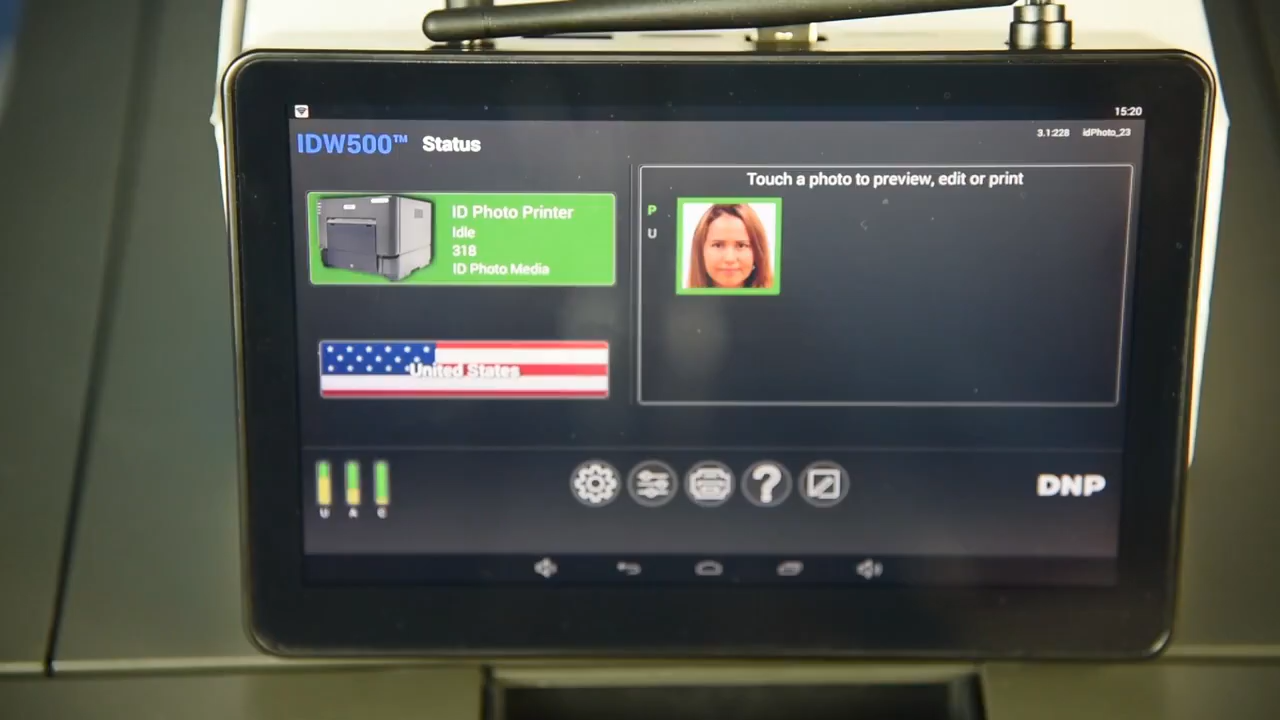 15:20
IDW500™ Status
3.1:228 idPhoto_23
Touch a photo to preview, edit or print
ID Photo Printer
Idle
318
ID Photo Media
P
U
United States
U A C
?
DNP